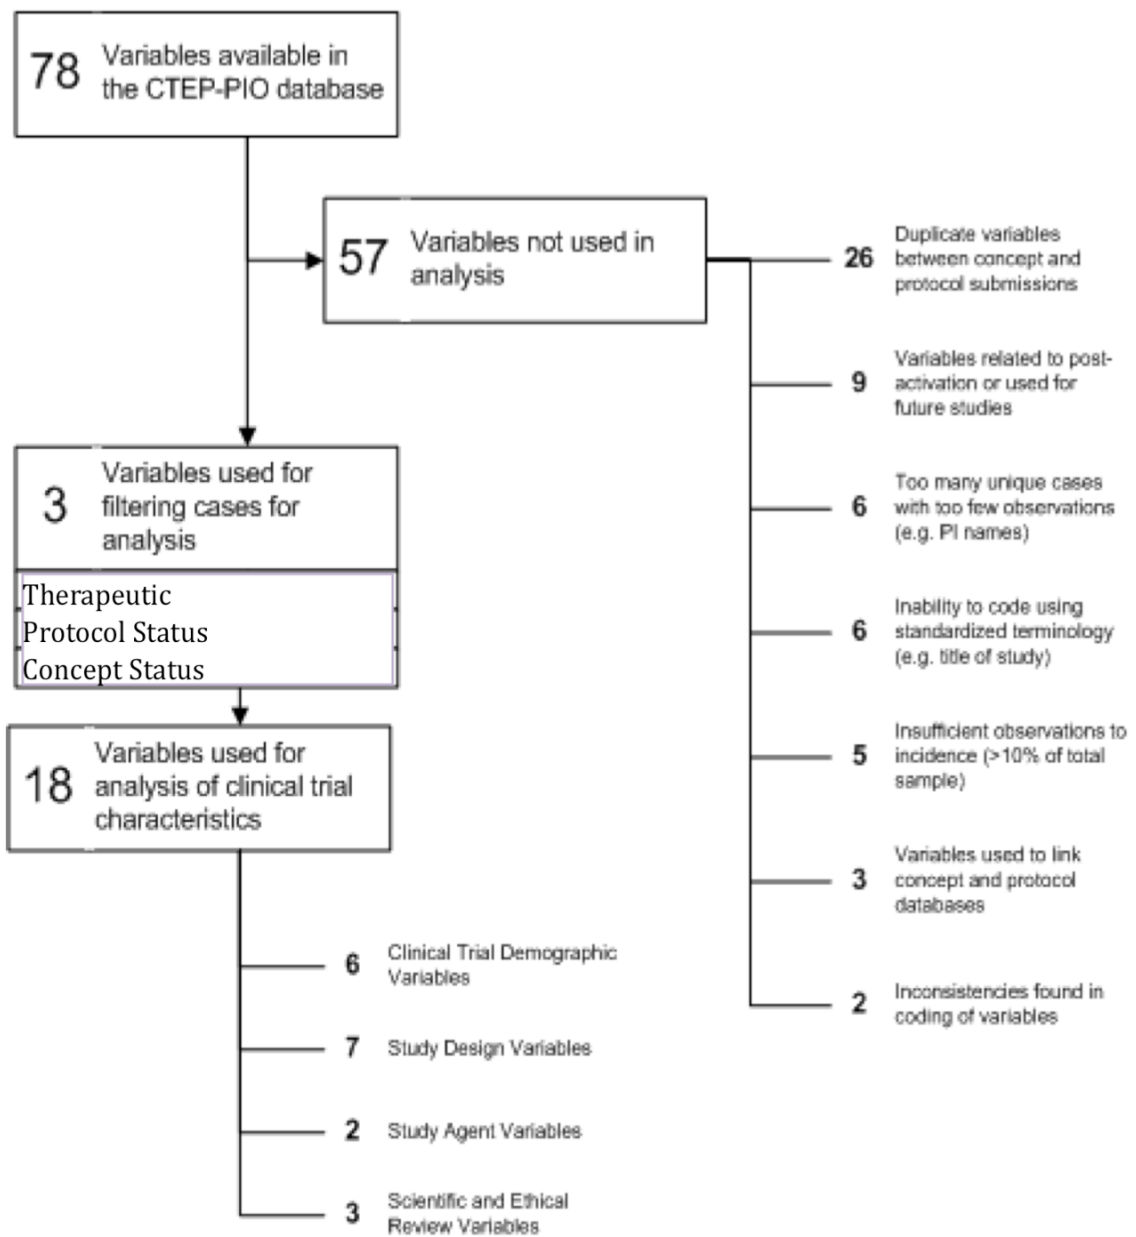 78
Variables available in
the CTEP-PIO database
57
Variables not used in
analysis
26
Duplicate variables
between concept and
protocol submissions
9
Variables related to post-
activation or used for
future studies
6
Too many unique cases
with too few observations
(e.g. PI names)
6
Inability to code using
standardized terminology
(e.g. title of study)
5
Insufficient observations to
incidence (>10% of total
sample)
3
Variables used to link
concept and protocol
databases
2
Inconsistencies found in
coding of variables
3
Variables used for
filtering cases for
analysis
Therapeutic
Protocol Status
Concept Status
18
Variables used for
analysis of clinical trial
characteristics
6
Clinical Trial Demographic
Variables
7
Study Design Variables
2
Study Agent Variables
3
Scientific and Ethical
Review Variables